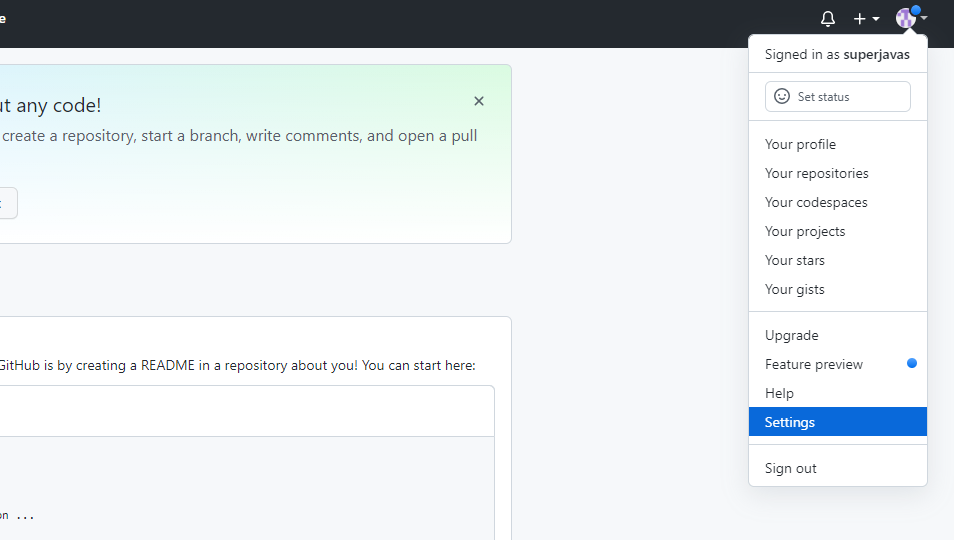 e
Signed in as superjavas
Set status
ut any code!
create a repository, start a branch, write comments, and open a pull
Your profile
Your repositories
Your codespaces
Your projects
Your stars
Your gists
Upgrade
Feature preview
Help
Settings
Sign out
GitHub is by creating a README in a repository about you! You can start here:
on ...